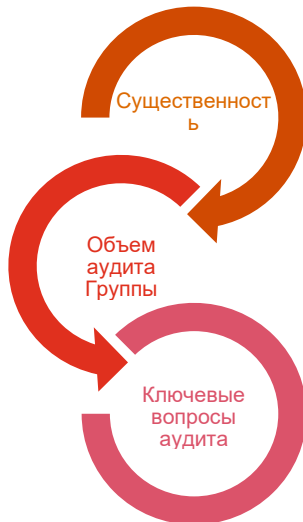 Существенност
ь
Объем
аудита
Группы
Ключевые
вопросы
аудита